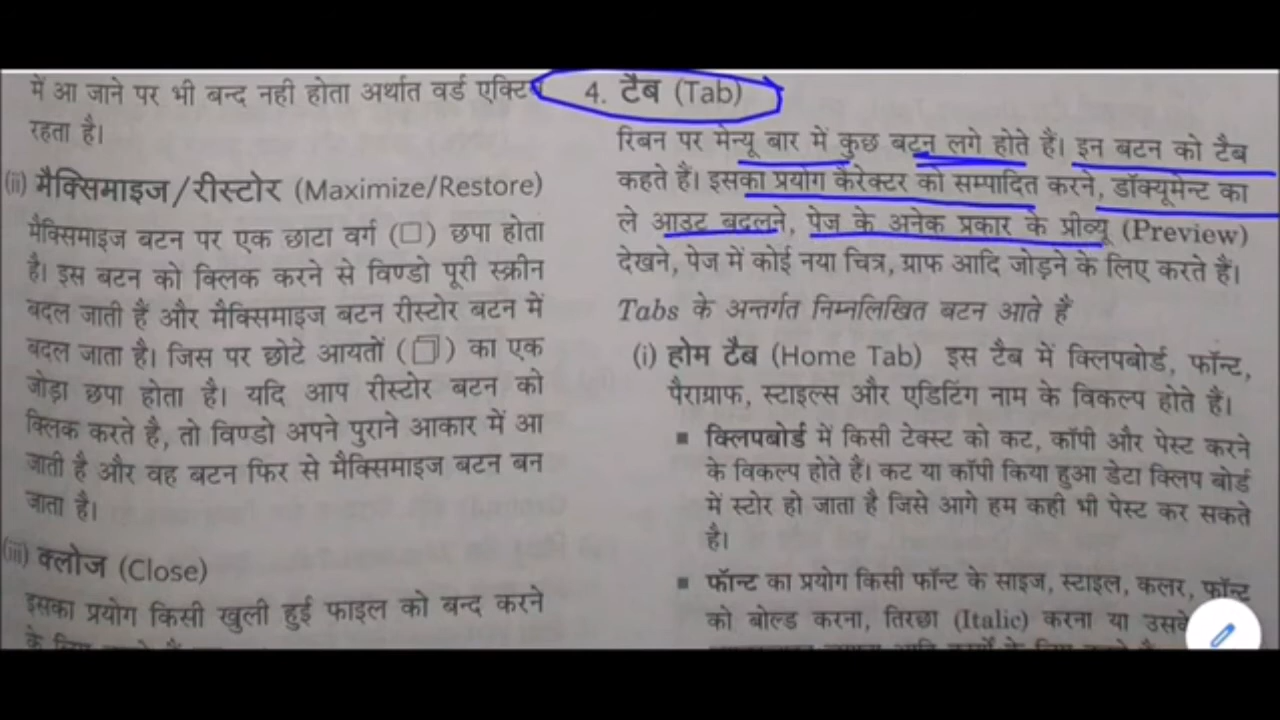 में आ जाने पर भी बन्द नही होता अर्थात वर्ड एक्टिव
रहता है।
(ii) मैक्सिमाइज/रीस्टोर (Maximize/Restore)
मैक्सिमाइज बटन पर एक छाटा वर्ग (□) छपा होता
है। इस बटन को क्लिक करने से विण्डो पूरी स्क्रीन
बदल जाती हैं और मैक्सिमाइज बटन रीस्टोर बटन में
बदल जाता है। जिस पर छोटे आयतों (❐) का एक
जोड़ा छपा होता है। यदि आप रीस्टोर बटन को
क्लिक करते है, तो विण्डो अपने पुराने आकार में आ
जाती है और वह बटन फिर से मैक्सिमाइज बटन बन
जाता है।
(iii) क्लोज (Close)
इसका प्रयोग किसी खुली हुई फाइल को बन्द करने
के लिए
4. टैब (Tab)
रिबन पर मेन्यू बार में कुछ बटन लगे होते हैं। इन बटन को टैब
कहते हैं। इसका प्रयोग कैरेक्टर को सम्पादित करने, डॉक्यूमेन्ट का
ले आउट बदलने, पेज के अनेक प्रकार के प्रीव्यू (Preview)
देखने, पेज में कोई नया चित्र, ग्राफ आदि जोड़ने के लिए करते हैं।
Tabs के अन्तर्गत निम्नलिखित बटन आते हैं
(i) होम टैब (Home Tab) इस टैब में क्लिपबोर्ड, फॉन्ट,
पैराग्राफ, स्टाइल्स और एडिटिंग नाम के विकल्प होते है।
▪ क्लिपबोर्ड में किसी टेक्स्ट को कट, कॉपी और पेस्ट करने
के विकल्प होते हैं। कट या कॉपी किया हुआ डेटा क्लिप बोर्ड
में स्टोर हो जाता है जिसे आगे हम कही भी पेस्ट कर सकते
है।
▪ फॉन्ट का प्रयोग किसी फॉन्ट के साइज, स्टाइल, कलर, फॉन्ट
को बोल्ड करना, तिरछा (Italic) करना या उसके